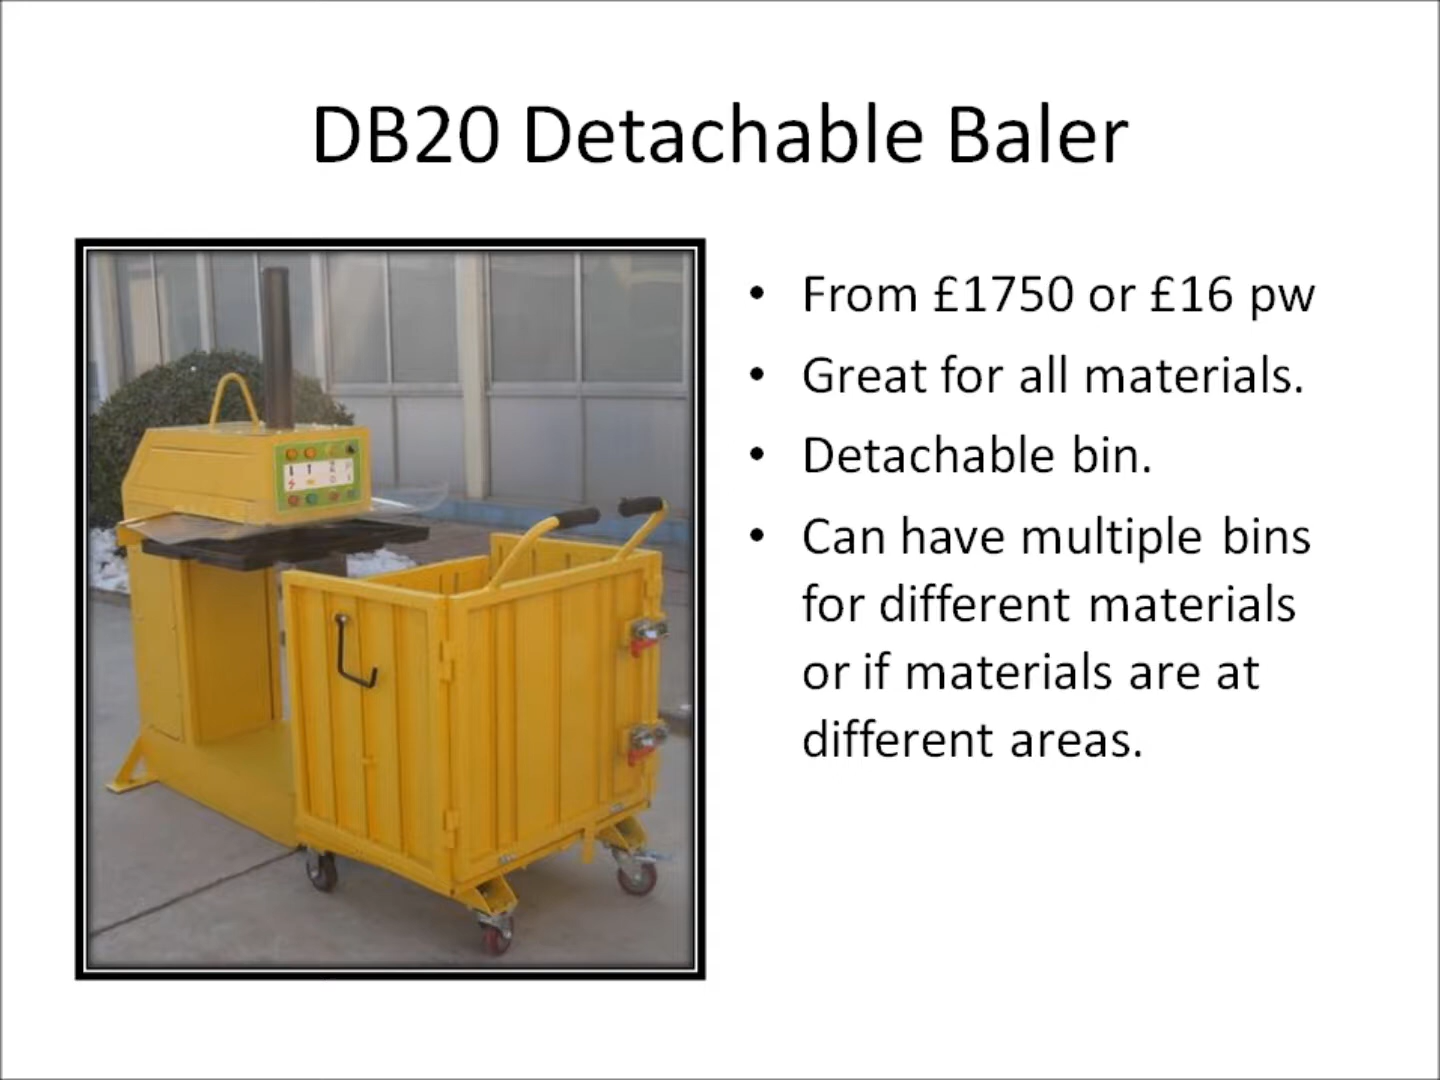 DB20 Detachable Baler
• From £1750 or £16 pw
• Great for all materials.
• Detachable bin.
• Can have multiple bins
for different materials
or if materials are at
different areas.